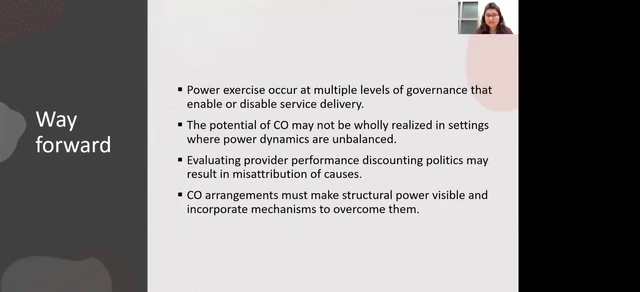 Way
forward
▪ Power exercise occur at multiple levels of governance that
enable or disable service delivery.
▪ The potential of CO may not be wholly realized in settings
where power dynamics are unbalanced.
▪ Evaluating provider performance discounting politics may
result in misattribution of causes.
▪ CO arrangements must make structural power visible and
incorporate mechanisms to overcome them.